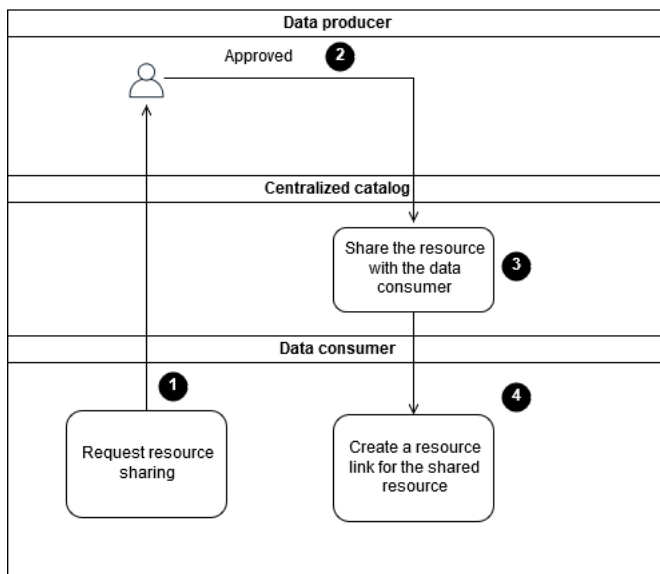 Data producer
Approved
2
Centralized catalog
Share the resource
with the data
consumer
3
Data consumer
1
4
Request resource
sharing
Create a resource
link for the shared
resource